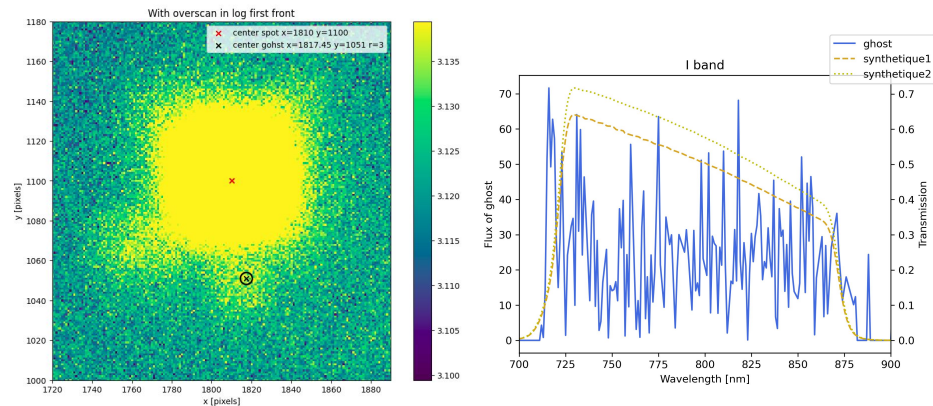 With overscan in log first front
center spot x=1810 y=1100
center gohst x=1817.45 y=1051 r=3
1180
1160
1140
1120
1100
1080
1060
1040
1020
1000
y [pixels]
1720 1740 1760 1780 1800 1820 1840 1860 1880
x [pixels]
3.135
3.130
3.125
3.120
3.115
3.110
3.105
3.100
I band
ghost
synthetique1
synthetique2
70
60
50
40
30
20
10
0
Flux of ghost
0.7
0.6
0.5
0.4
0.3
0.2
0.1
0.0
Transmission
700 725 750 775 800 825 850 875 900
Wavelength [nm]